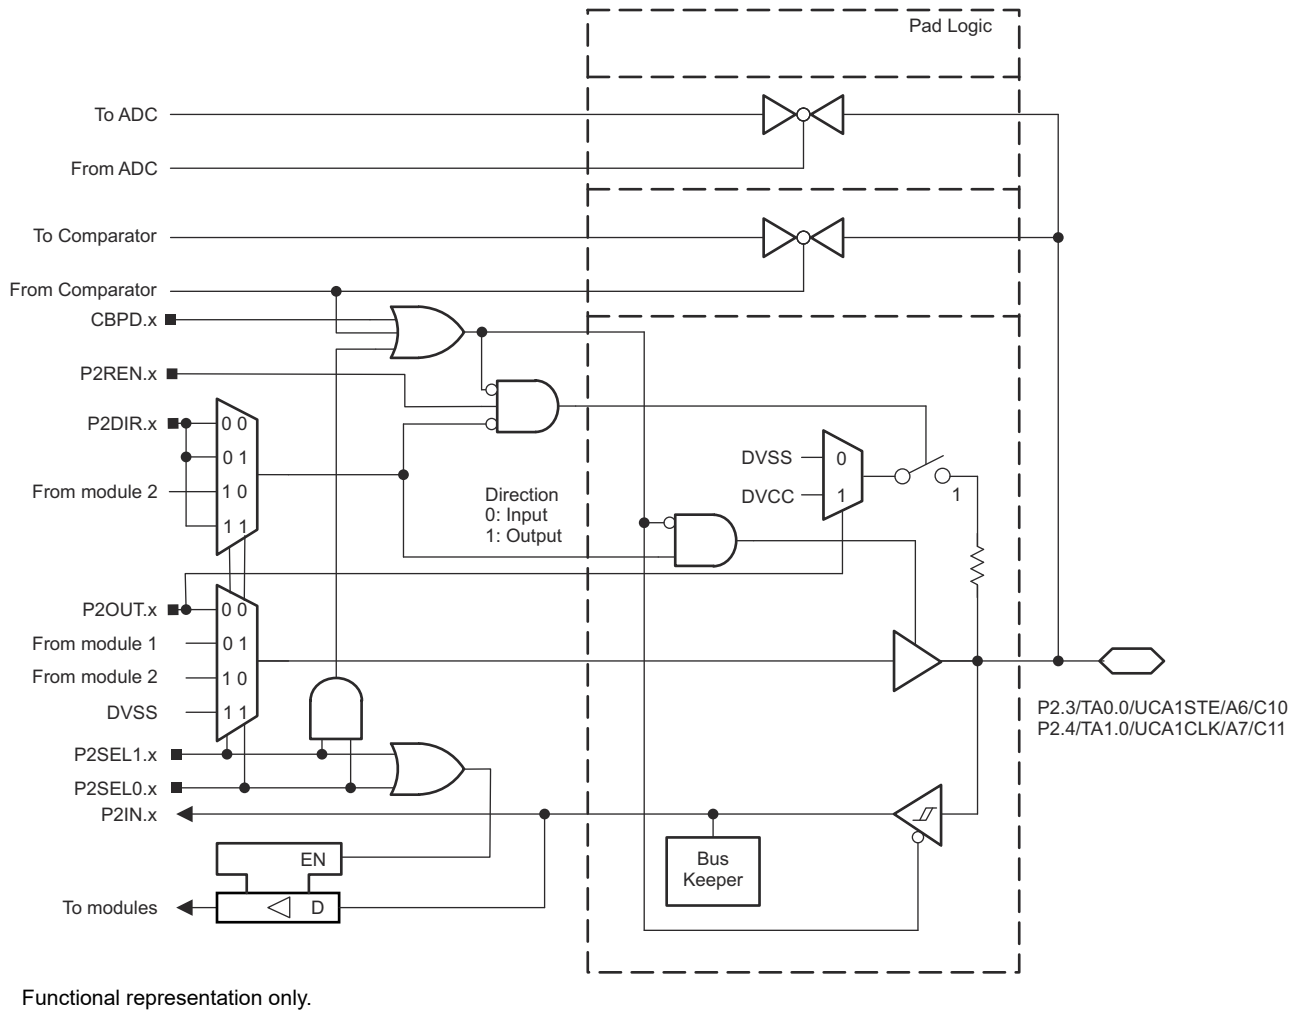 Pad Logic
To ADC
From ADC
To Comparator
From Comparator
CBPD.x
P2REN.x
P2DIR.x
0 0
0 1
From module 2
1 0
1 1
Direction
0: Input
1: Output
DVSS
0
DVCC
1
1
P2OUT.x
0 0
From module 1
0 1
From module 2
1 0
DVSS
1 1
P2.3/TA0.0/UCA1STE/A6/C10
P2.4/TA1.0/UCA1CLK/A7/C11
P2SEL1.x
P2SEL0.x
P2IN.x
EN
Bus
Keeper
To modules
D
Functional representation only.